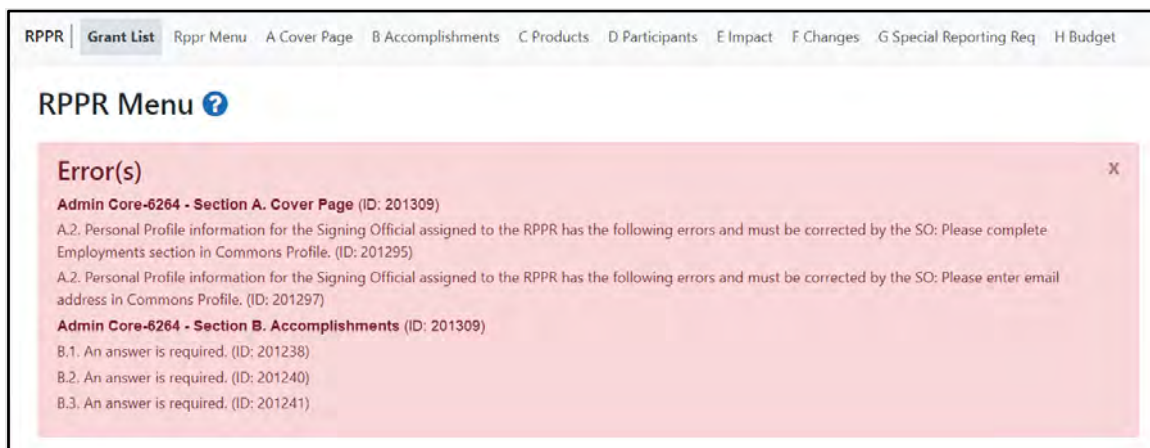 RPPR Grant List Rppr Menu A Cover Page B Accomplishments C Products D Participants E Impact F Changes G Special Reporting Req H Budget
RPPR Menu ?
Error(s) X
Admin Core-6264 - Section A. Cover Page (ID: 201309)
A.2. Personal Profile information for the Signing Official assigned to the RPPR has the following errors and must be corrected by the SO: Please complete
Employments section in Commons Profile. (ID: 201295)
A.2. Personal Profile information for the Signing Official assigned to the RPPR has the following errors and must be corrected by the SO: Please enter email
address in Commons Profile. (ID: 201297)
Admin Core-6264 - Section B. Accomplishments (ID: 201309)
B.1. An answer is required. (ID: 201238)
B.2. An answer is required. (ID: 201240)
B.3. An answer is required. (ID: 201241)